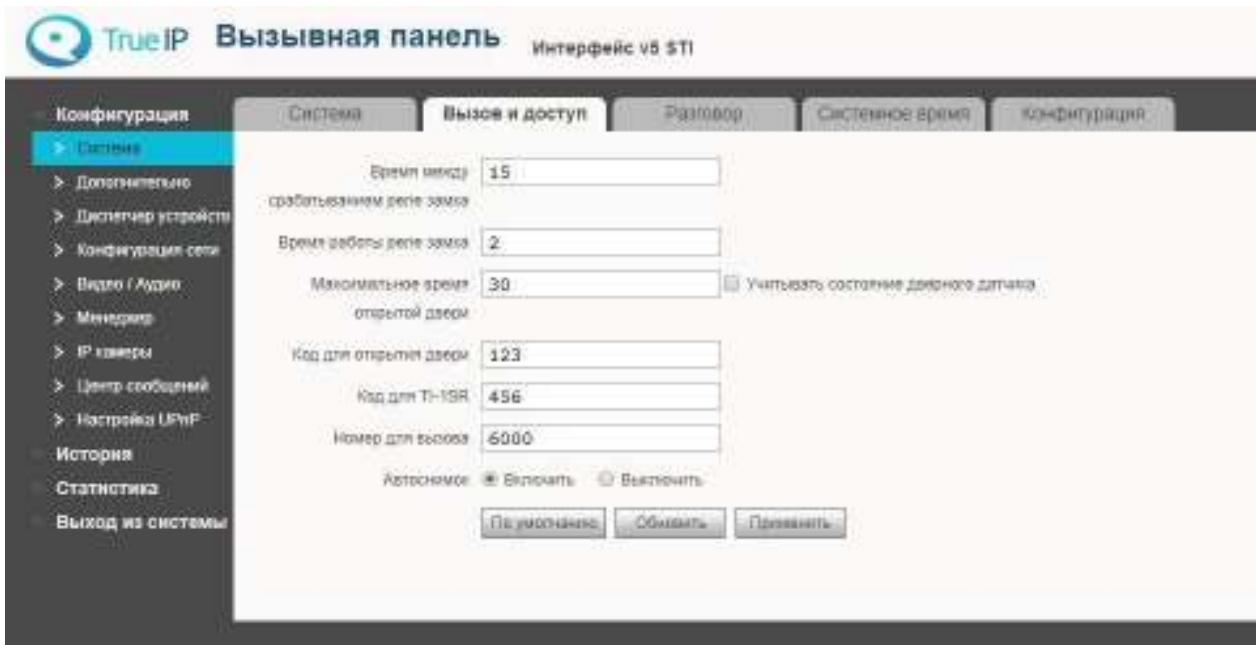 True IP Вызывная панель Интерфейс v5 STI
Конфигурация
Система
Вызов и доступ
Разговор
Системное время
Конфигурация
> Система
> Дополнительно
> Диспетчер устройств
> Конфигурация сети
> Видео / Аудио
> Менеджер
> IP камеры
> Центр сообщений
> Настройка UPnP
История
Статистика
Выход из системы
Время между срабатыванием реле замка 15
Время работы реле замка 2
Максимальное время открытой двери 30
Учитывать состояние дверного датчика
Код для открытия двери 123
Код для TI-1SR 456
Номер для вызова 6000
Автоснимок Включить Выключить
По умолчанию Обновить Применить